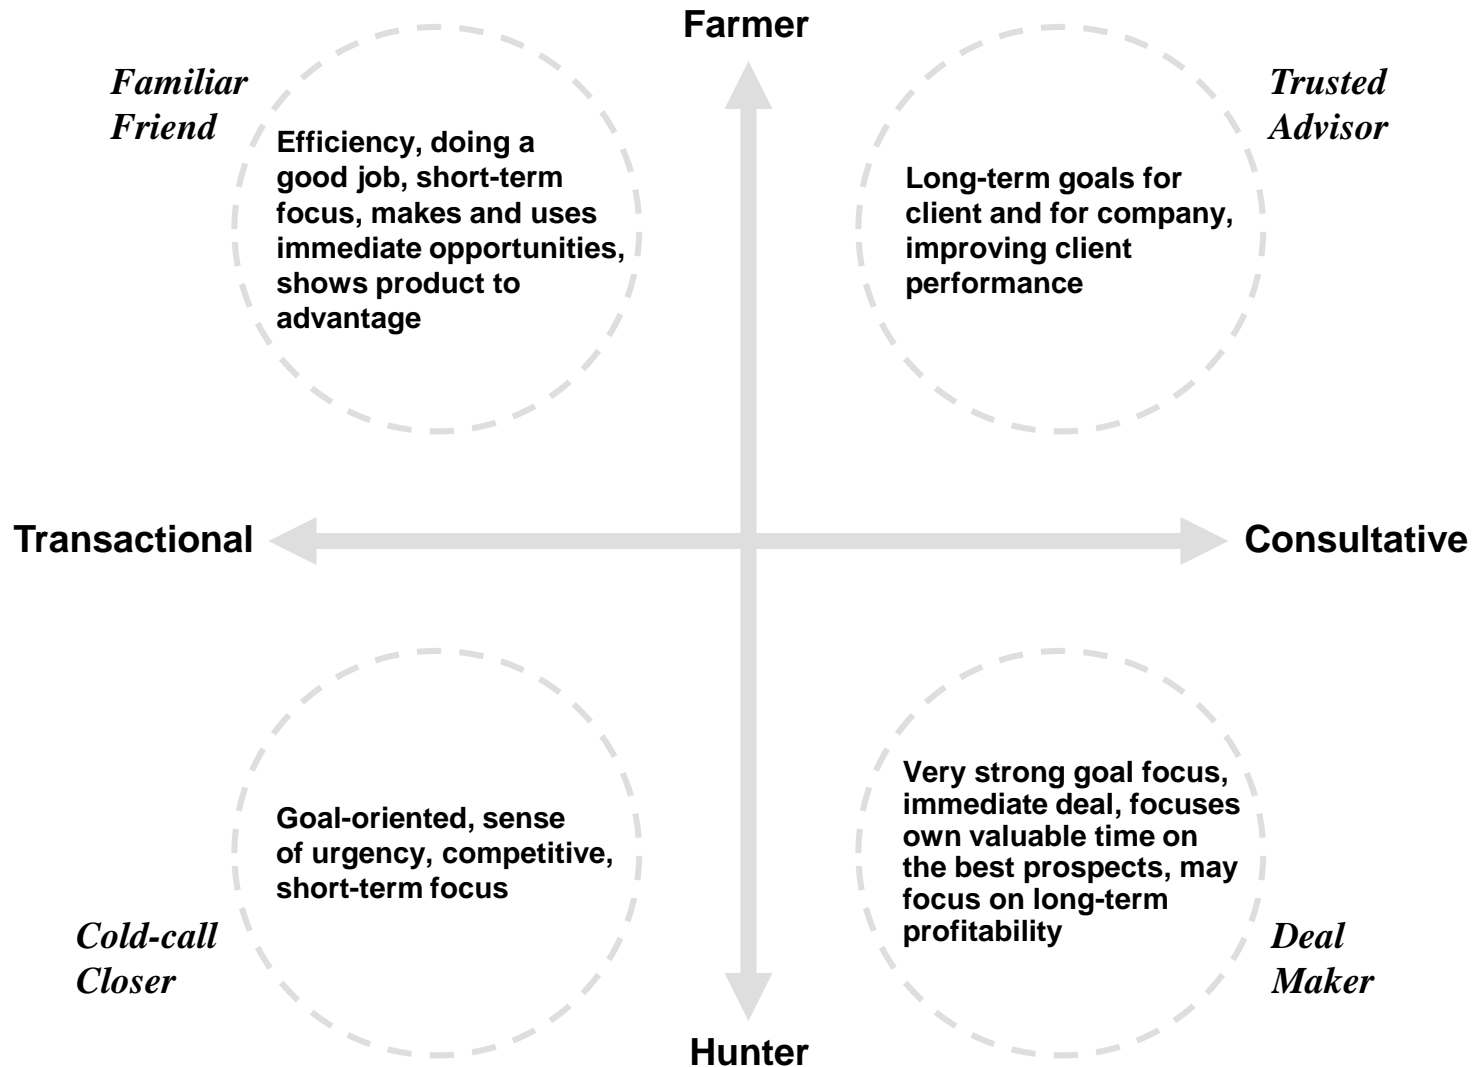 Farmer
Familiar
Friend
Efficiency, doing a
good job, short-term
focus, makes and uses
immediate opportunities,
shows product to
advantage
Trusted
Advisor
Long-term goals for
client and for company,
improving client
performance
Transactional
Consultative
Goal-oriented, sense
of urgency, competitive,
short-term focus
Cold-call
Closer
Very strong goal focus,
immediate deal, focuses
own valuable time on
the best prospects, may
focus on long-term
profitability
Deal
Maker
Hunter